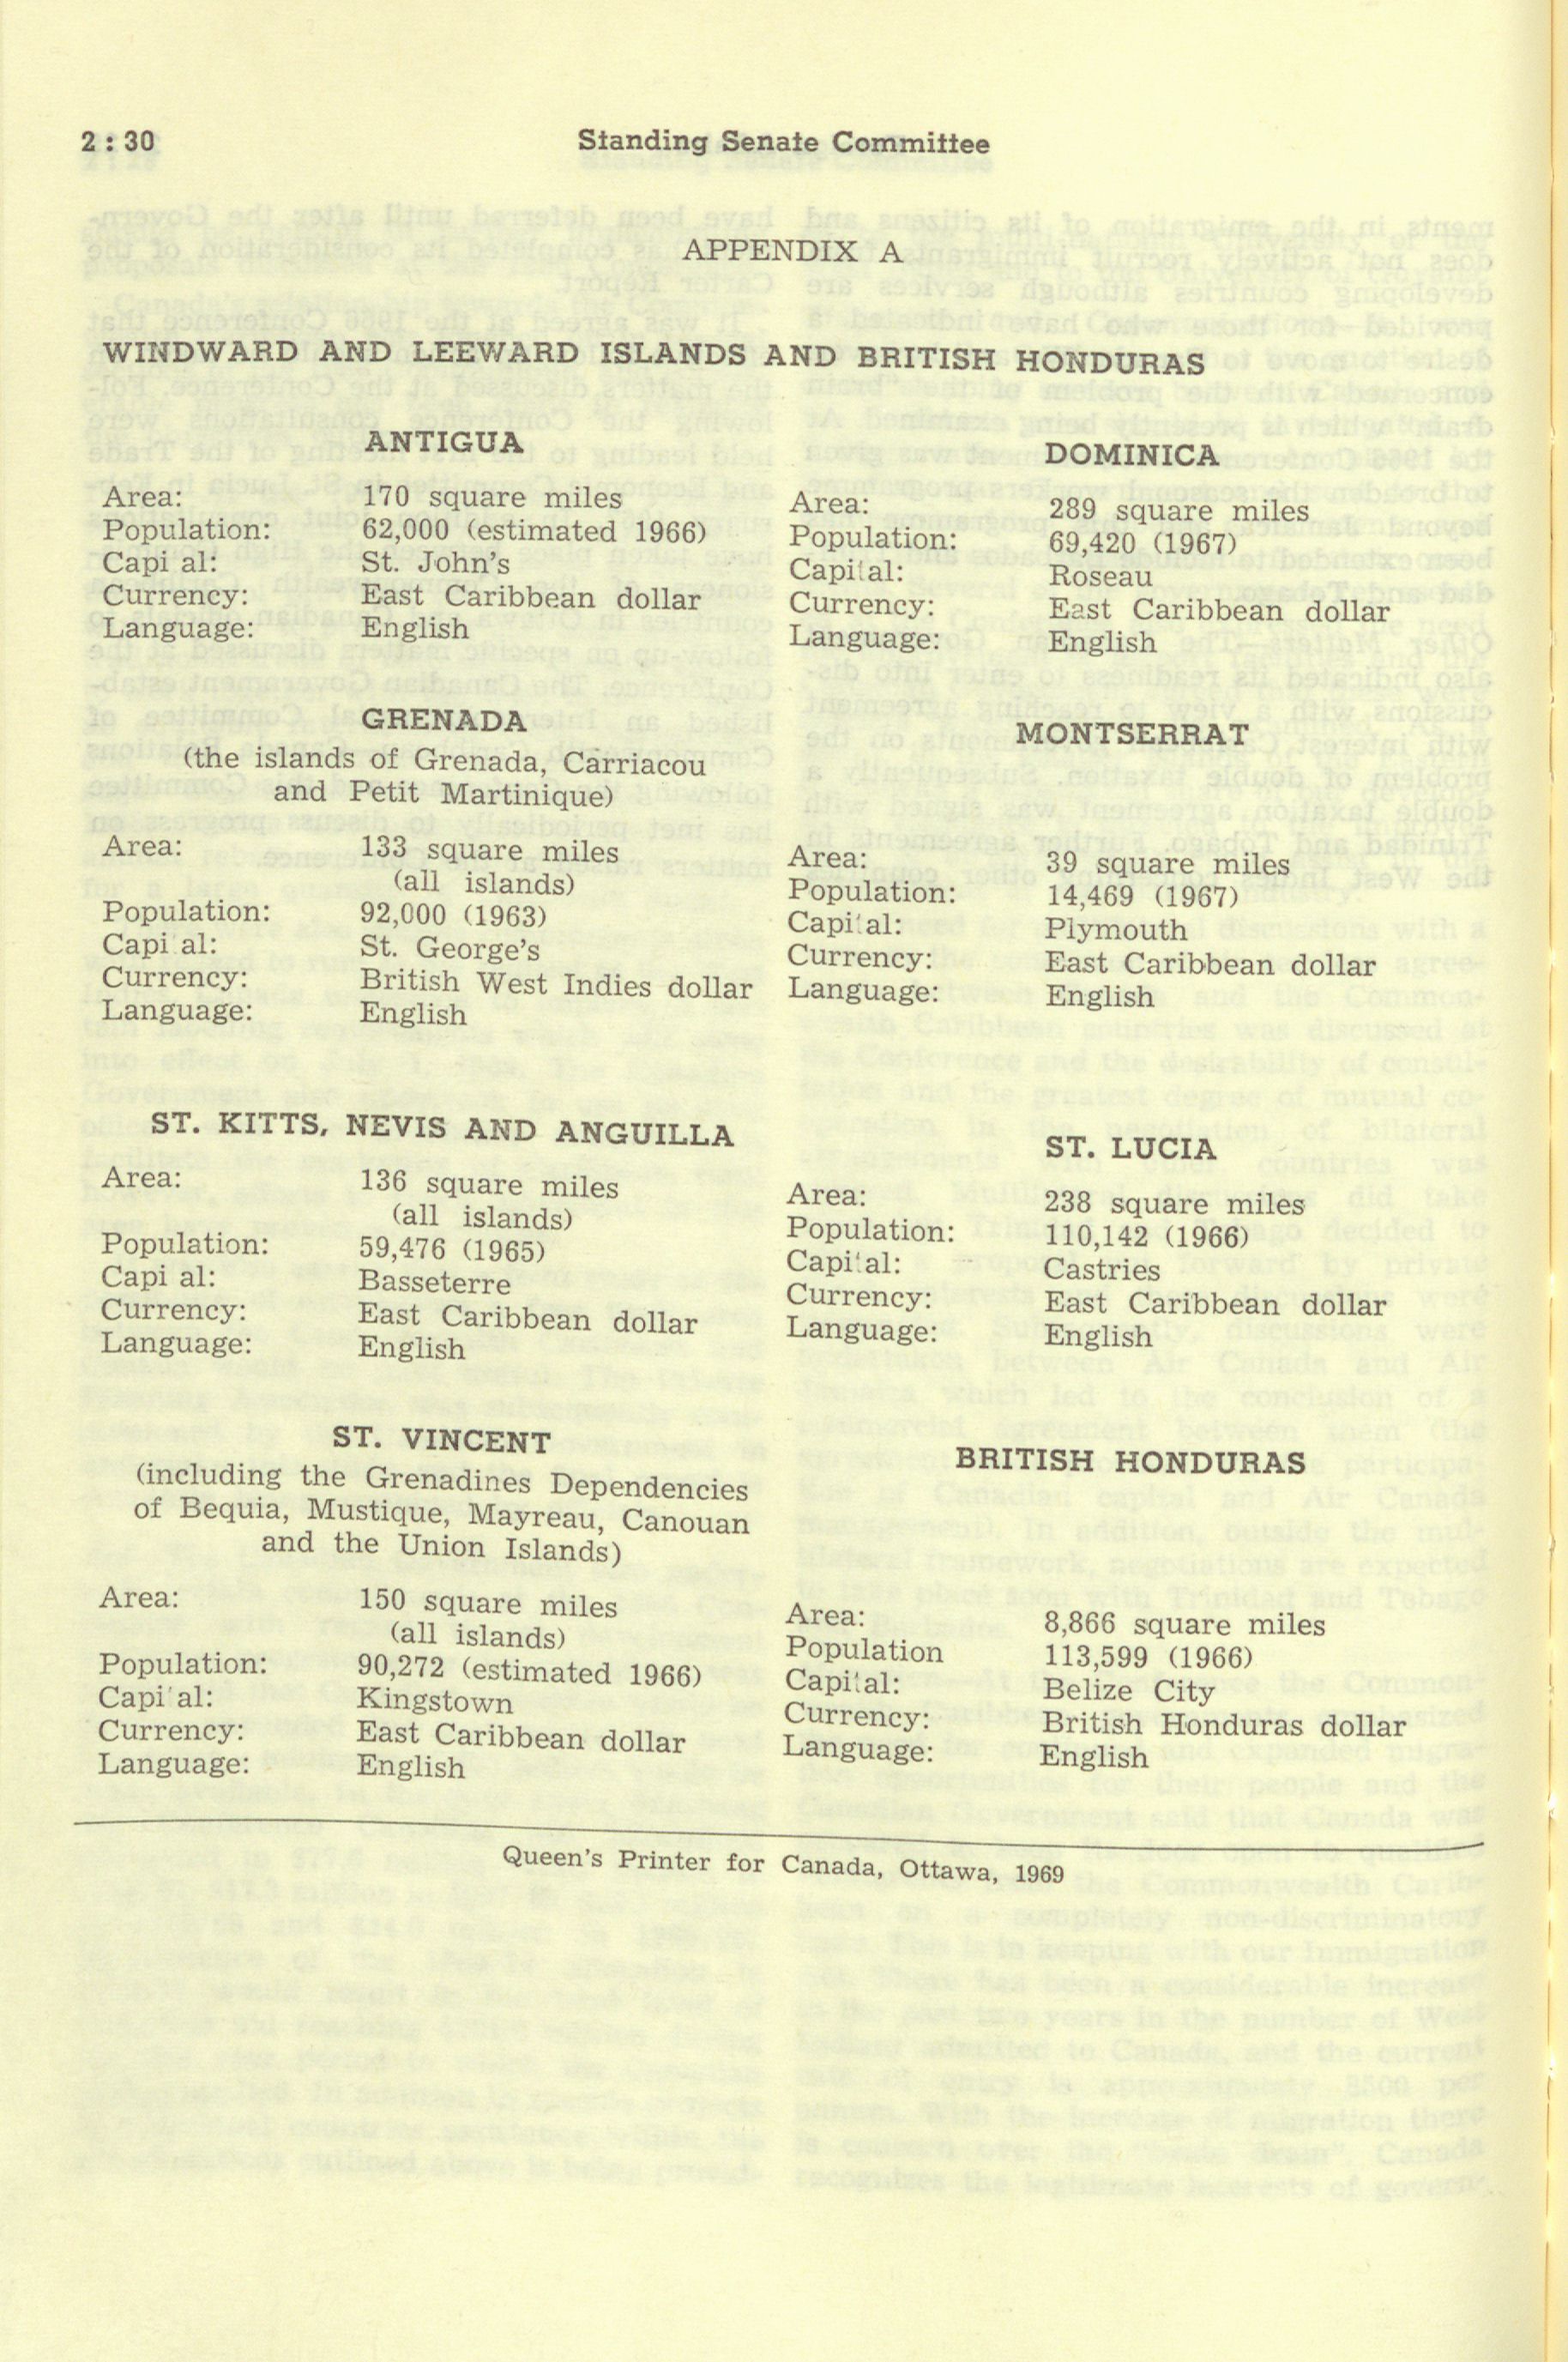 2 : 30
Standing Senate Committee
APPENDIX A
WINDWARD AND LEEWARD ISLANDS AND BRITISH HONDURAS
ANTIGUA
Area: 170 square miles
Population: 62,000 (estimated 1966)
Capi al: St. John's
Currency: East Caribbean dollar
Language: English
DOMINICA
Area: 289 square miles
Population: 69,420 (1967)
Capital: Roseau
Currency: East Caribbean dollar
Language: English
GRENADA
(the islands of Grenada, Carriacou
and Petit Martinique)
Area: 133 square miles
(all islands)
Population: 92,000 (1963)
Capi al: St. George's
Currency: British West Indies dollar
Language: English
MONTSERRAT
Area: 39 square miles
Population: 14,469 (1967)
Capital: Plymouth
Currency: East Caribbean dollar
Language: English
ST. KITTS, NEVIS AND ANGUILLA
Area: 136 square miles
(all islands)
Population: 59,476 (1965)
Capi al: Basseterre
Currency: East Caribbean dollar
Language: English
ST. LUCIA
Area: 238 square miles
Population: 110,142 (1966)
Capital: Castries
Currency: East Caribbean dollar
Language: English
ST. VINCENT
(including the Grenadines Dependencies
of Bequia, Mustique, Mayreau, Canouan
and the Union Islands)
Area: 150 square miles
(all islands)
Population: 90,272 (estimated 1966)
Capi'al: Kingstown
Currency: East Caribbean dollar
Language: English
BRITISH HONDURAS
Area: 8,866 square miles
Population 113,599 (1966)
Capital: Belize City
Currency: British Honduras dollar
Language: English
Queen's Printer for Canada, Ottawa, 1969